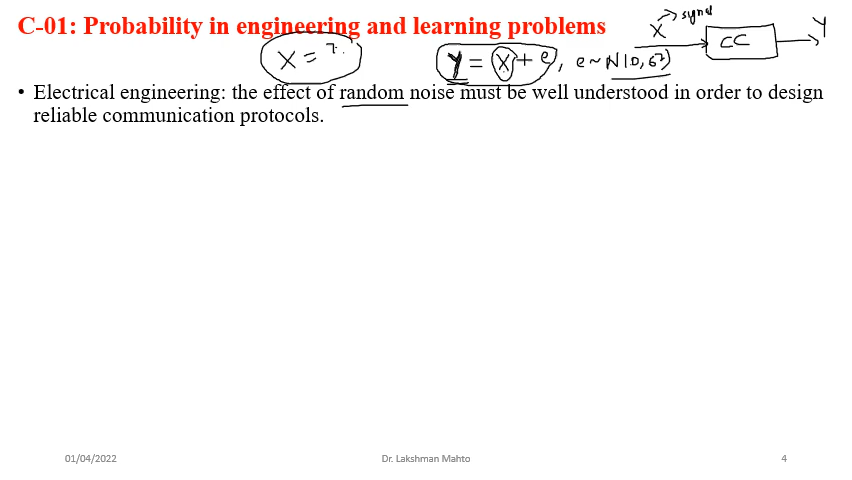 C-01: Probability in engineering and learning problems
X → signal
CC
Y
X = ?
Y = X + e, e ~ N(0, σ²)
• Electrical engineering: the effect of random noise must be well understood in order to design
reliable communication protocols.
01/04/2022
Dr. Lakshman Mahto
4